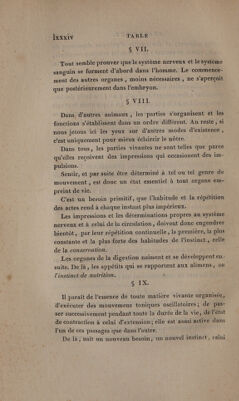 lxxxiv
TABLE
§ VII.
Tout semble prouver que le système nerveux et le système
sanguin se forment d'abord dans l'homme. Le commence-
ment des autres organes, moins nécessaires, ne s'aperçoit
que postérieurement dans l'embryon.
§ VIII.
Dans d'autres animaux, les parties s'organisent et les
fonctions s'établissent dans un ordre différent. Au reste, si
nous jetons ici les yeux sur d'autres modes d'existence,
c'est uniquement pour mieux éclaircir le nôtre.
Dans tous, les parties vivantes ne sont telles que parce
qu'elles reçoivent des impressions qui occasionent des im-
pulsions.
Sentir, et par suite être déterminé à tel ou tel genre de
mouvement, est donc un état essentiel à tout organe em-
preint de vie.
C'est un besoin primitif, que l'habitude et la répétition
des actes rend à chaque instant plus impérieux.
Les impressions et les déterminations propres au système
nerveux et à celui de la circulation, doivent donc engendrer
bientôt, par leur répétition continuelle, la première, la plus
constante et la plus forte des habitudes de l'instinct, celle
de la conservation.
Les organes de la digestion naissent et se développent en-
suite. De là, les appétits qui se rapportent aux alimens, ou
l'instinct de nutrition.
§ IX.
Il paraît de l'essence de toute matière vivante organisée,
d'exécuter des mouvemens toniques oscillatoires; de pas-
ser successivement pendant toute la durée de la vie, de l'état
de contraction à celui d'extension; elle est aussi active dans
l'un de ces passages que dans l'autre.
De là, naît un nouveau besoin, un nouvel instinct, celui